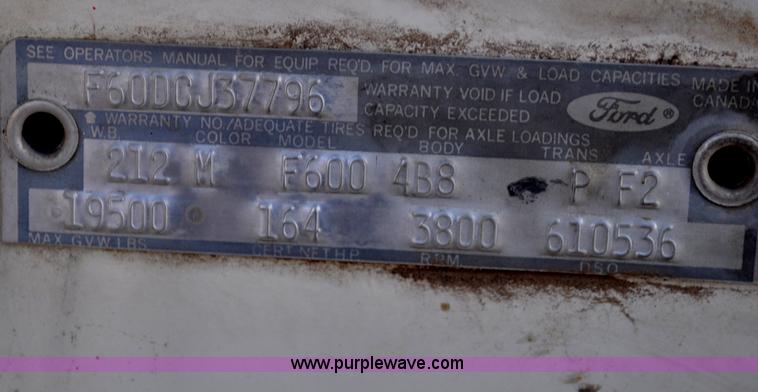 SEE OPERATORS MANUAL FOR EQUIP. REQ'D FOR MAX. GVW. & LOAD CAPACITIES
MADE IN CANADA
F60DCJ37796
WARRANTY VOID IF LOAD
CAPACITY EXCEEDED
Ford ®
WARRANTY NO./ADEQUATE TIRES REQ'D FOR AXLE LOADINGS
W.B. COLOR MODEL BODY TRANS AXLE
212 M F600 4B8 P F2
19500 164 3800 610536
MAX. GVW. LBS. CERT. NET H.P. RPM DSO
www.purplewave.com